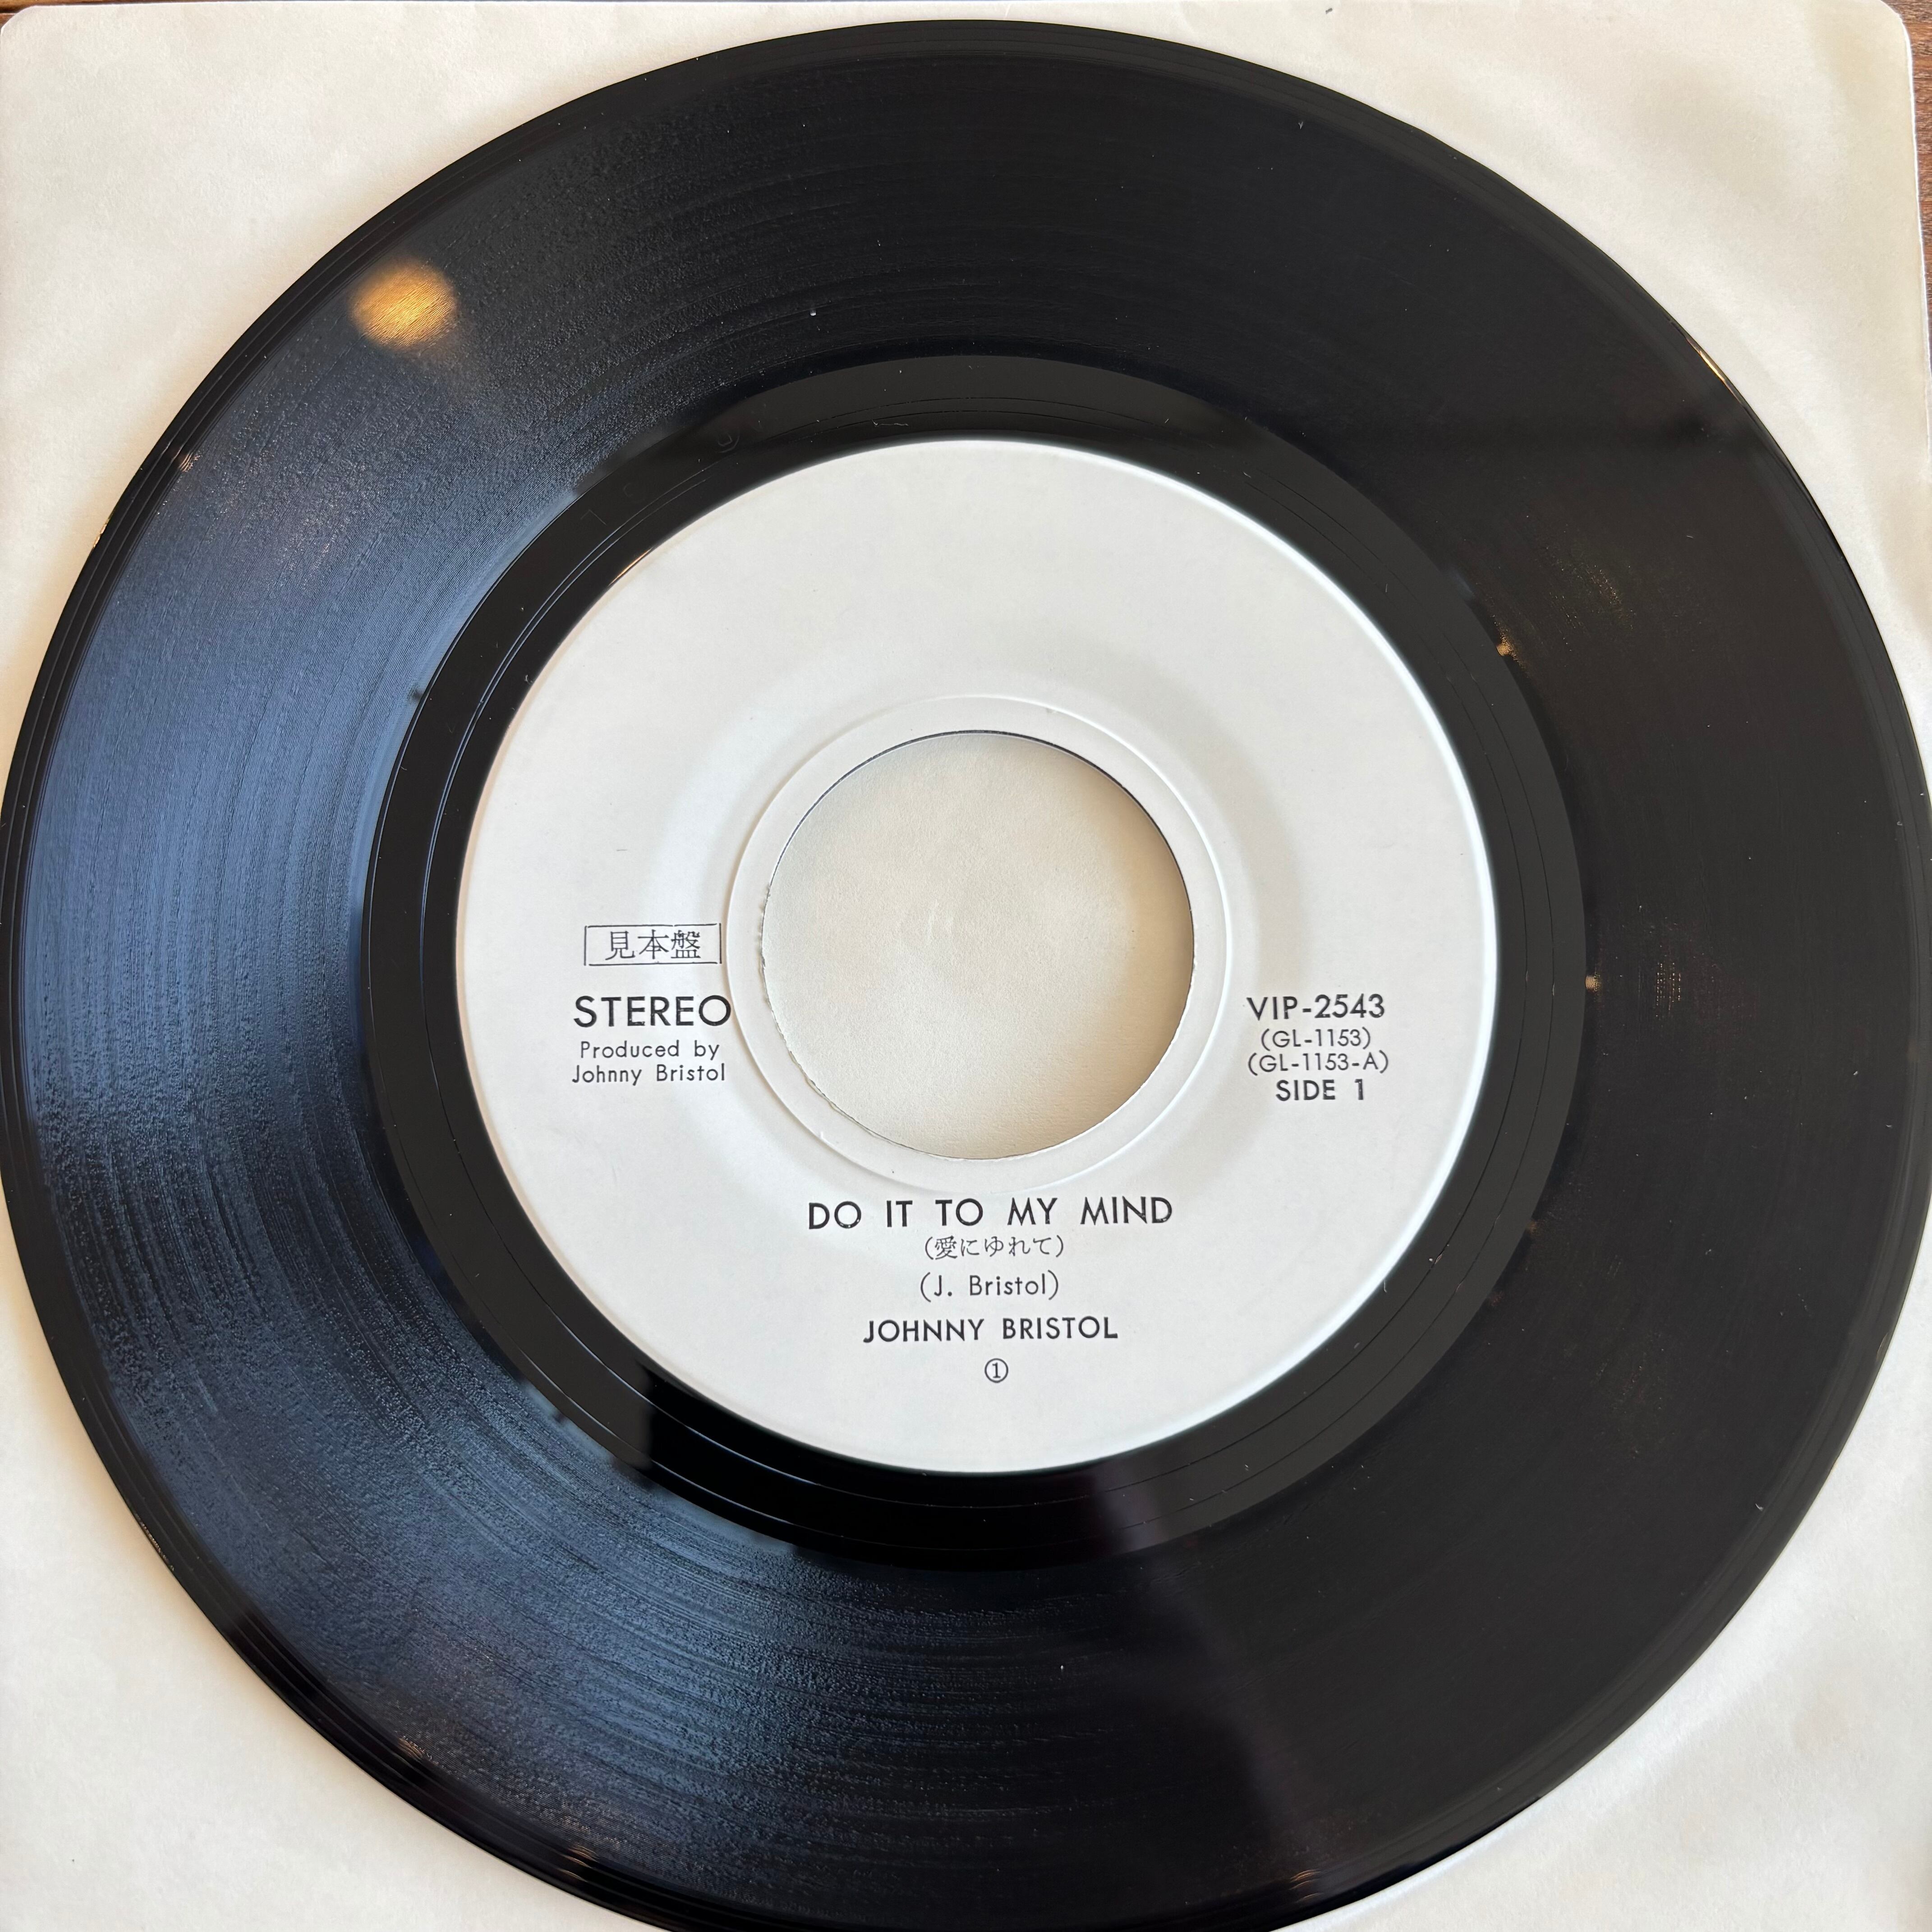 見本盤
STEREO
Produced by
Johnny Bristol
VIP-2543
(GL-1153)
(GL-1153-A)
SIDE 1
DO IT TO MY MIND
(愛にゆれて)
(J. Bristol)
JOHNNY BRISTOL
①